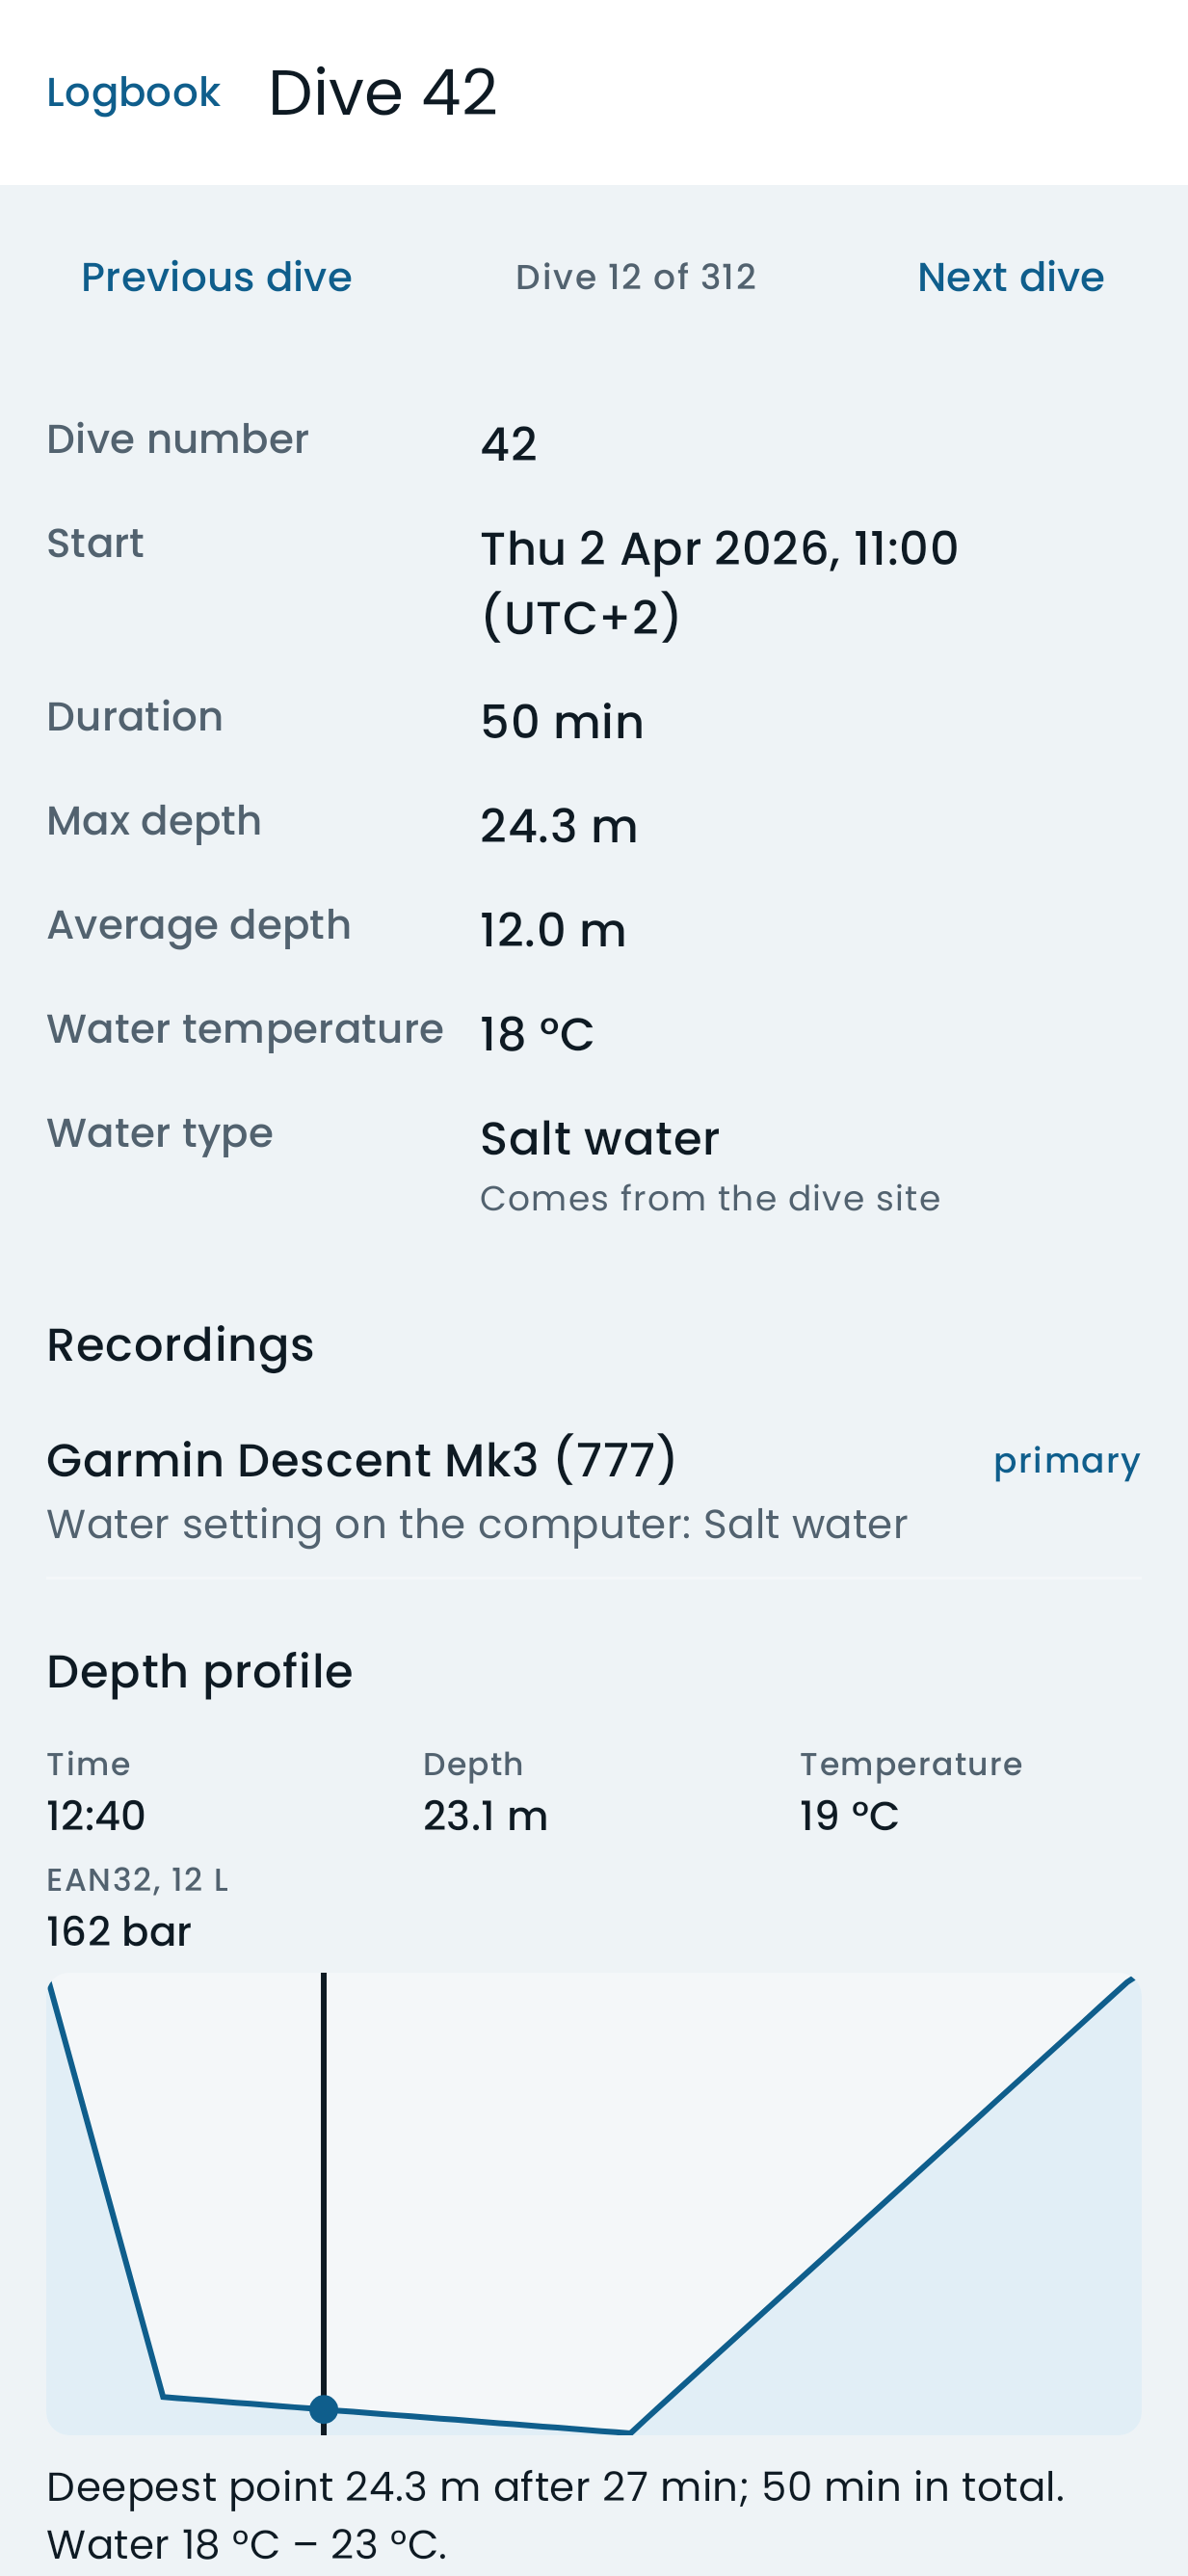 Logbook Dive 42
Previous dive Dive 12 of 312 Next dive
Dive number 42
Start Thu 2 Apr 2026, 11:00
(UTC+2)
Duration 50 min
Max depth 24.3 m
Average depth 12.0 m
Water temperature 18 °C
Water type Salt water
Comes from the dive site
Recordings
Garmin Descent Mk3 (777) primary
Water setting on the computer: Salt water
Depth profile
Time Depth Temperature
12:40 23.1 m 19 °C
EAN32, 12 L
162 bar
Deepest point 24.3 m after 27 min; 50 min in total.
Water 18 °C – 23 °C.